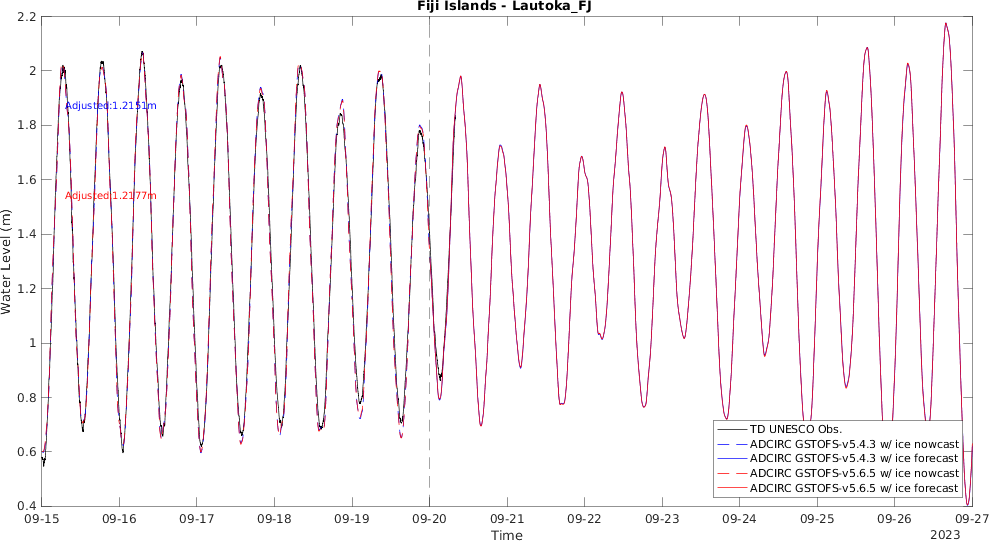 Fiji Islands - Lautoka_FJ
2.2
2
1.8
1.6
1.4
1.2
1
0.8
0.6
0.4
Water Level (m)
Adjusted:1.2151m
Adjusted:1.2177m
TD UNESCO Obs.
ADCIRC GSTOFS-v5.4.3 w/ ice nowcast
ADCIRC GSTOFS-v5.4.3 w/ ice forecast
ADCIRC GSTOFS-v5.6.5 w/ ice nowcast
ADCIRC GSTOFS-v5.6.5 w/ ice forecast
09-15 09-16 09-17 09-18 09-19 09-20 09-21 09-22 09-23 09-24 09-25 09-26 09-27
Time
2023